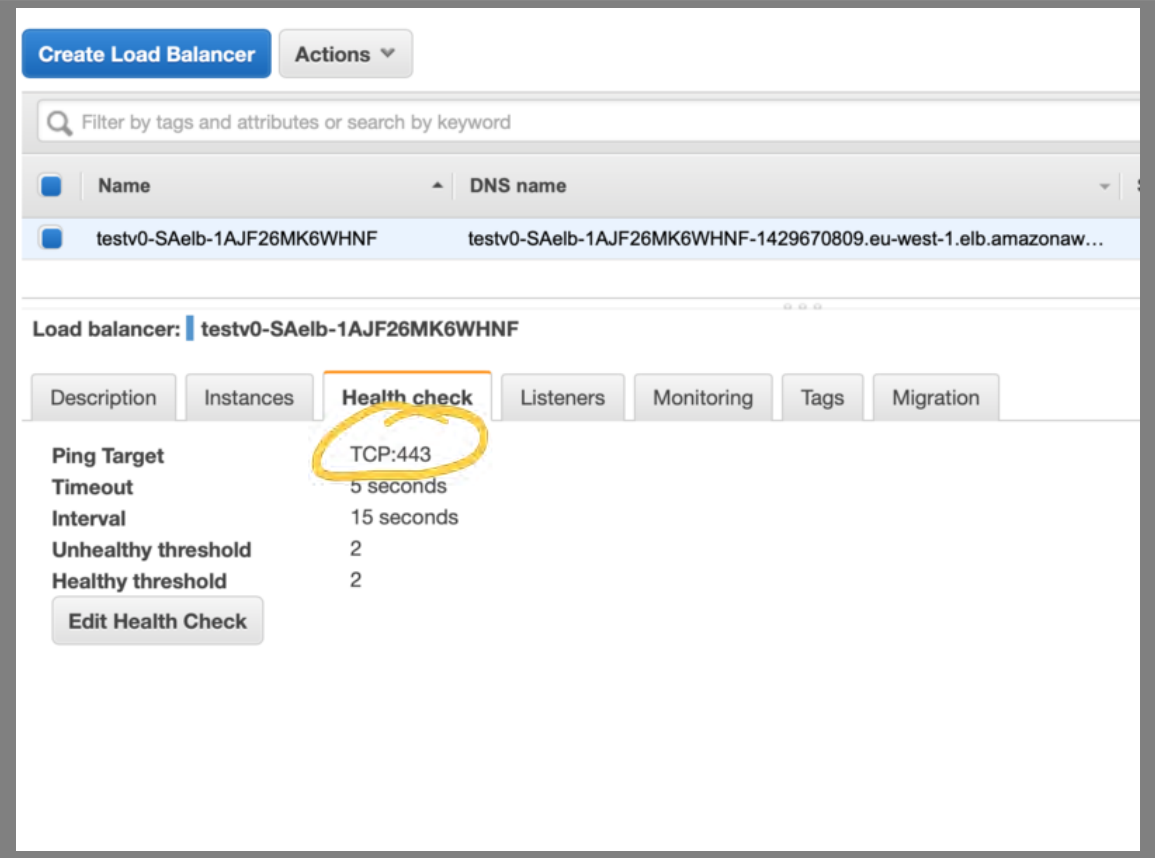 Create Load Balancer Actions
Filter by tags and attributes or search by keyword
Name DNS name
testv0-SAelb-1AJF26MK6WHNF testv0-SAelb-1AJF26MK6WHNF-1429670809.eu-west-1.elb.amazonaw…
Load balancer: testv0-SAelb-1AJF26MK6WHNF
Description Instances Health check Listeners Monitoring Tags Migration
Ping Target TCP:443
Timeout 5 seconds
Interval 15 seconds
Unhealthy threshold 2
Healthy threshold 2
Edit Health Check